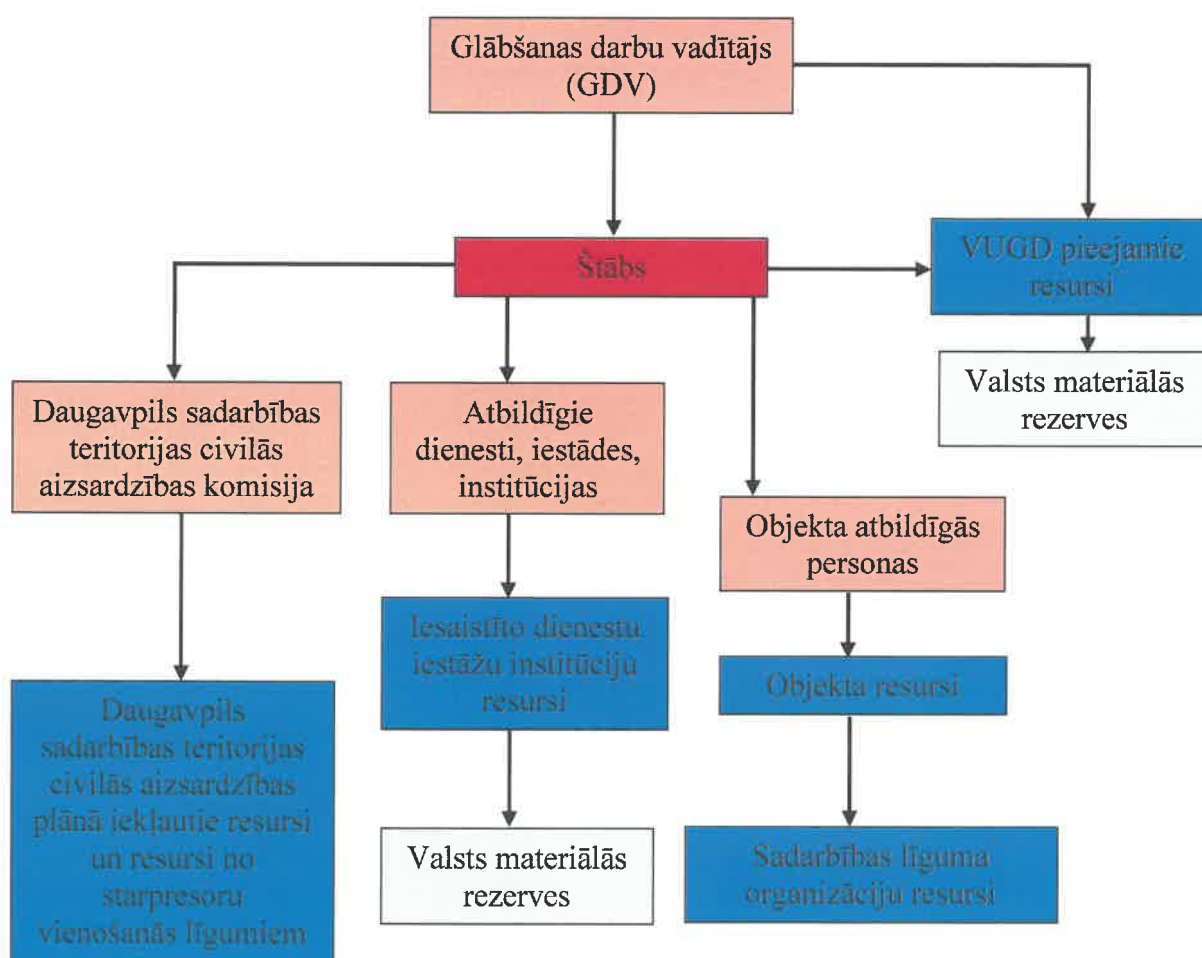 Glābšanas darbu vadītājs
(GDV)
Štābs
VUGD pieejamie
resursi
Valsts materiālās
rezerves
Daugavpils sadarbības
teritorijas civilās
aizsardzības komisija
Atbildīgie
dienesti, iestādes,
institūcijas
Objekta atbildīgās
personas
Iesaistīto dienestu,
iestāžu institūciju
resursi
Objekta resursi
Daugavpils
sadarbības teritorijas
civilās aizsardzības
plānā iekļautie resursi
un resursi no
starpresoru
vienošanās līgumiem
Valsts materiālās
rezerves
Sadarbības līguma
organizāciju resursi